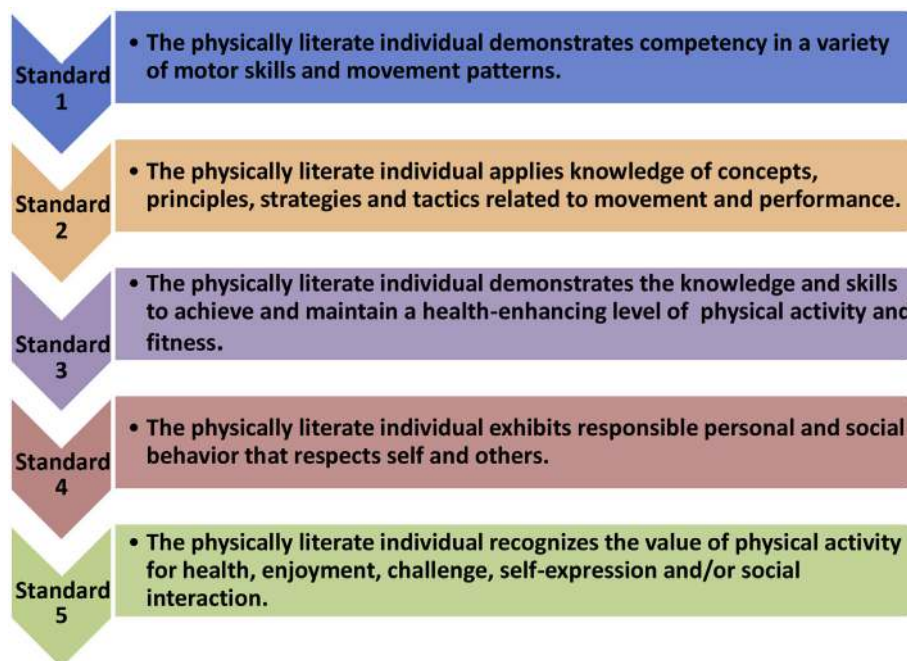 Standard
1
• The physically literate individual demonstrates competency in a variety
of motor skills and movement patterns.
Standard
2
• The physically literate individual applies knowledge of concepts,
principles, strategies and tactics related to movement and performance.
Standard
3
• The physically literate individual demonstrates the knowledge and skills
to achieve and maintain a health-enhancing level of physical activity and
fitness.
Standard
4
• The physically literate individual exhibits responsible personal and social
behavior that respects self and others.
Standard
5
• The physically literate individual recognizes the value of physical activity
for health, enjoyment, challenge, self-expression and/or social
interaction.